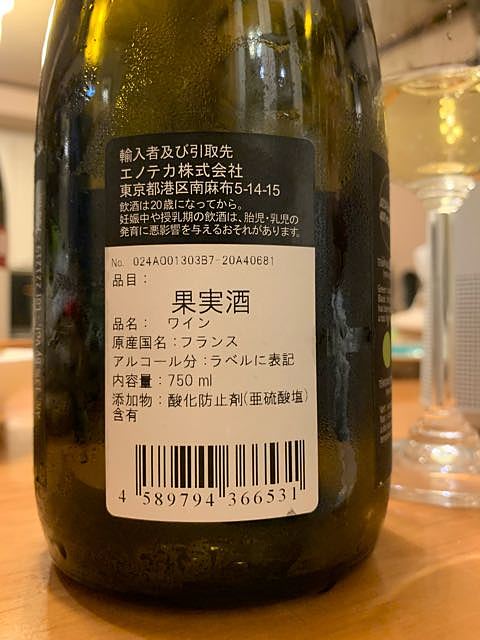 輸入者及び引取先
エノテカ株式会社
東京都港区南麻布5-14-15
飲酒は20歳になってから。
妊娠中や授乳期の飲酒は、胎児・乳児の
発育に悪影響を与えるおそれがあります。
No. 024A001303B7-20A40681
品目：
果実酒
品名： ワイン
原産国名：フランス
アルコール分：ラベルに表記
内容量：750 ml
添加物：酸化防止剤(亜硫酸塩)
含有
4 589794 366531